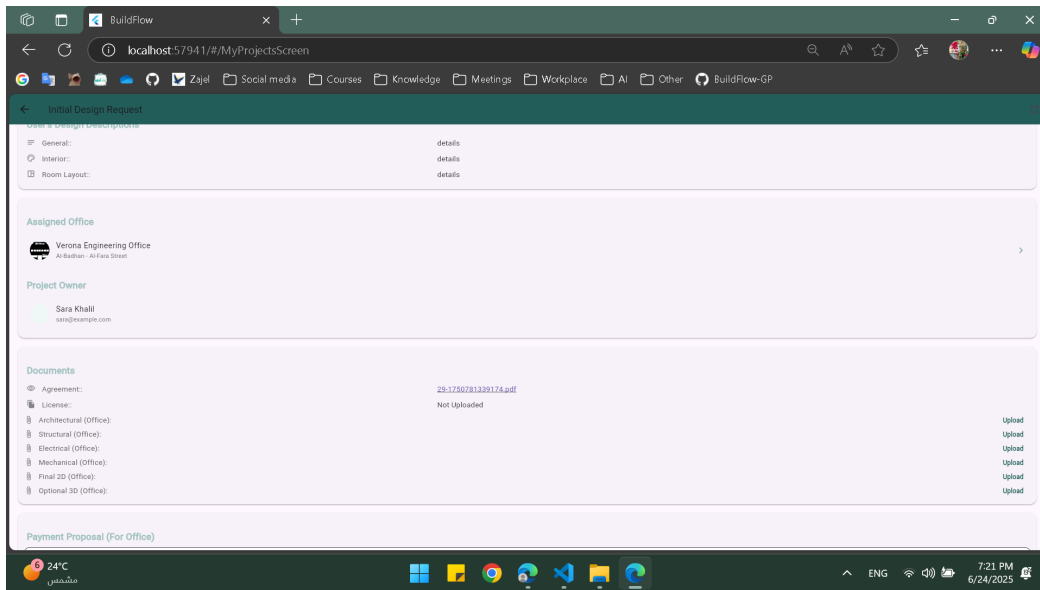 BuildFlow
localhost:57941/#/MyProjectsScreen
Zajel Social media Courses Knowledge Meetings Workplace AI Other BuildFlow-GP
Initial Design Request
User's Design Descriptions
General:: details
Interior:: details
Room Layout:: details
Assigned Office
Verona Engineering Office
Al-Badhan - Al-Fara Street
Project Owner
Sara Khalil
sara@example.com
Documents
Agreement:: 29-1750781339174.pdf
License:: Not Uploaded
Architectural (Office): Upload
Structural (Office): Upload
Electrical (Office): Upload
Mechanical (Office): Upload
Final 2D (Office): Upload
Optional 3D (Office): Upload
Payment Proposal (For Office)
6 24°C
مشمس
ENG
7:21 PM
6/24/2025